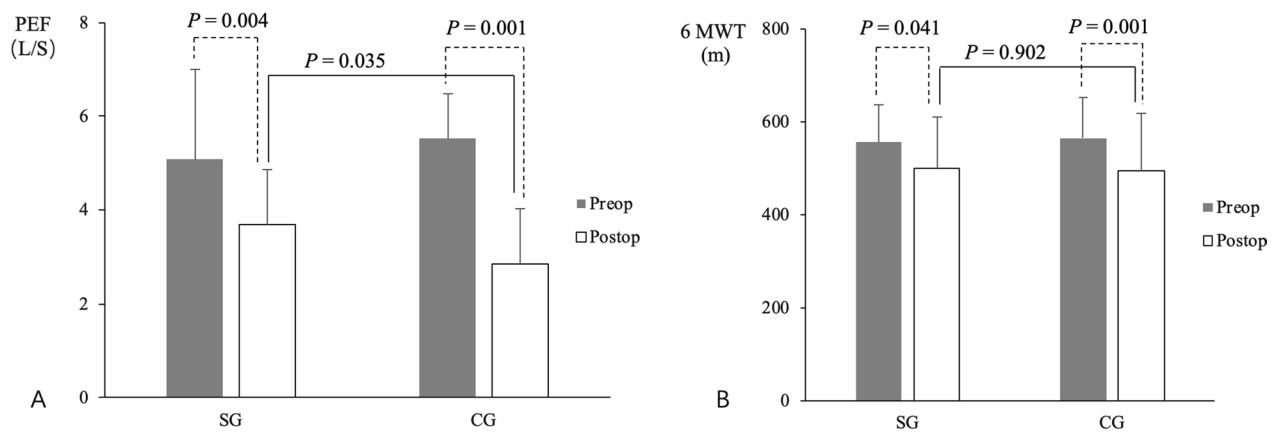 PEF
(L/S)
8
6
4
2
0
P = 0.004
P = 0.001
P = 0.035
Preop
Postop
A
SG
CG
6 MWT
(m)
800
600
400
200
0
P = 0.041
P = 0.001
P = 0.902
Preop
Postop
B
SG
CG